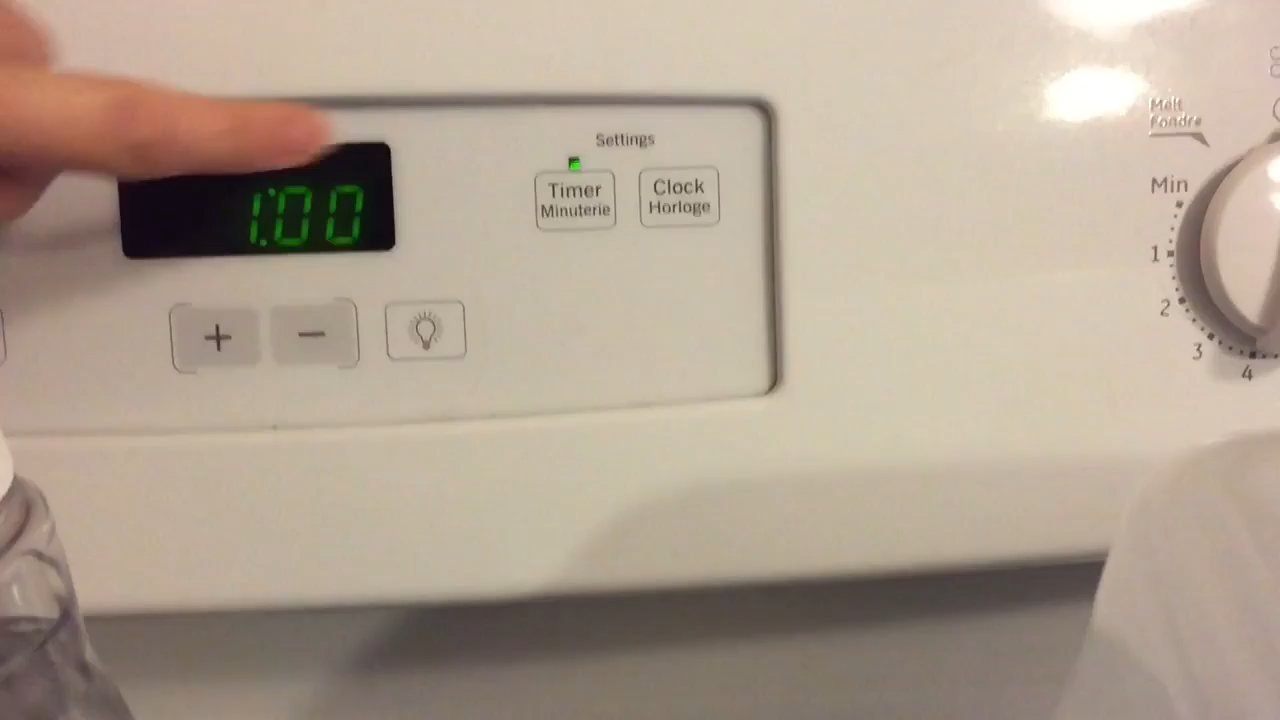 1:00
Settings
Timer
Minuterie
Clock
Horloge
+
−
Melt
Fondre
Min
1
2
3
4